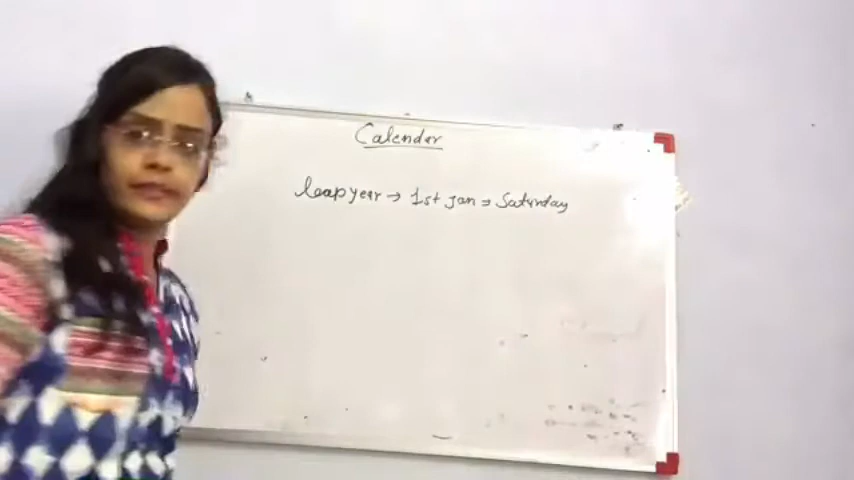 Calendar
leap year → 1st jan = Saturday